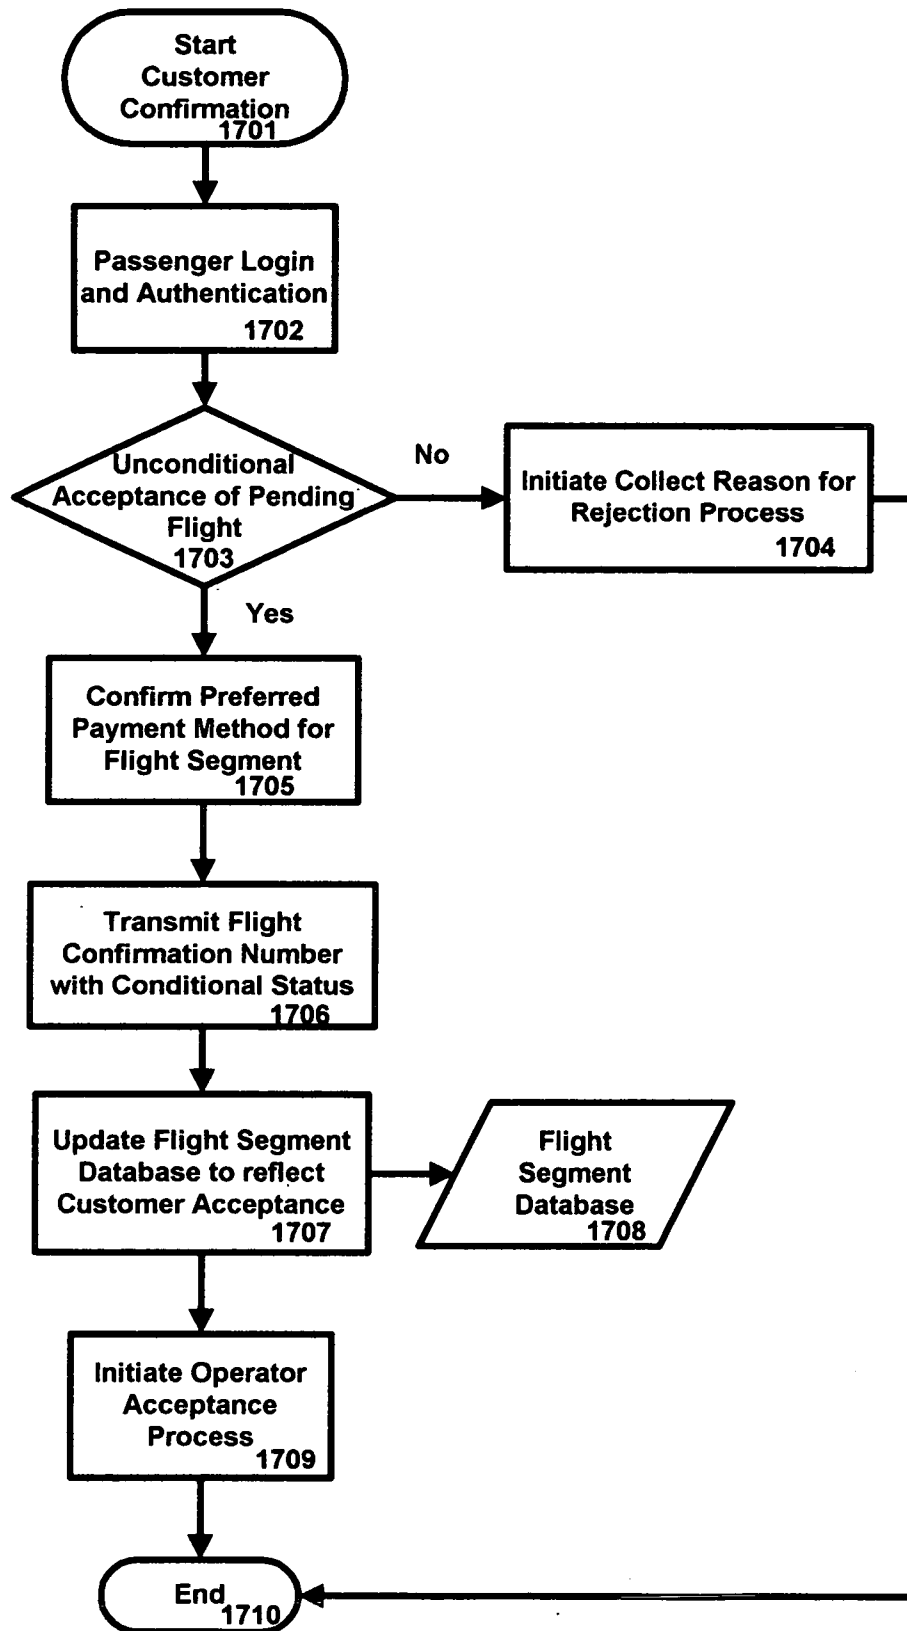 Start
Customer
Confirmation
1701
Passenger Login
and Authentication
1702
Unconditional
Acceptance of Pending
Flight
1703
No
Initiate Collect Reason for
Rejection Process
1704
Yes
Confirm Preferred
Payment Method for
Flight Segment
1705
Transmit Flight
Confirmation Number
with Conditional Status
1706
Update Flight Segment
Database to reflect
Customer Acceptance
1707
Flight
Segment
Database
1708
Initiate Operator
Acceptance
Process
1709
End
1710